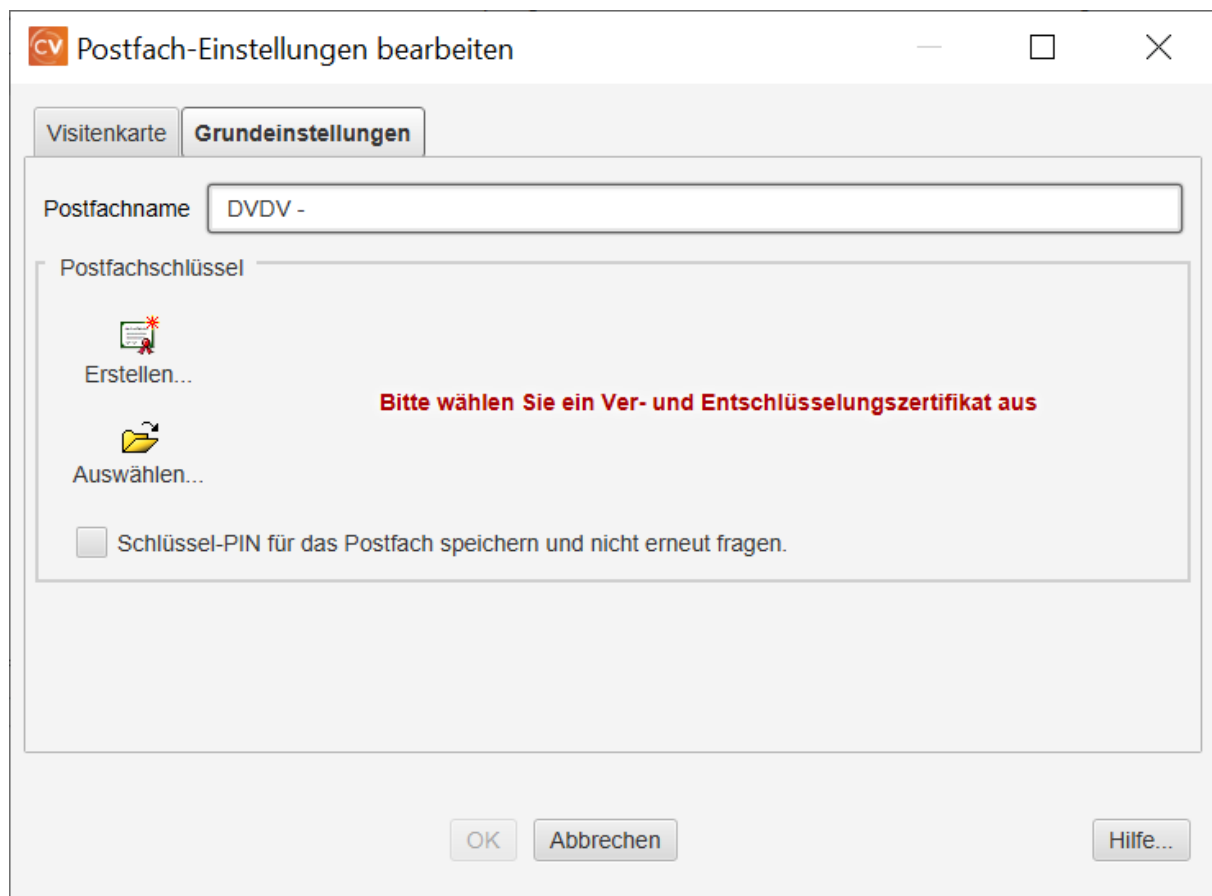 CV Postfach-Einstellungen bearbeiten
Visitenkarte Grundeinstellungen
Postfachname DVDV -
Postfachschlüssel
Erstellen...
Bitte wählen Sie ein Ver- und Entschlüsselungszertifikat aus
Auswählen...
Schlüssel-PIN für das Postfach speichern und nicht erneut fragen.
OK Abbrechen Hilfe...